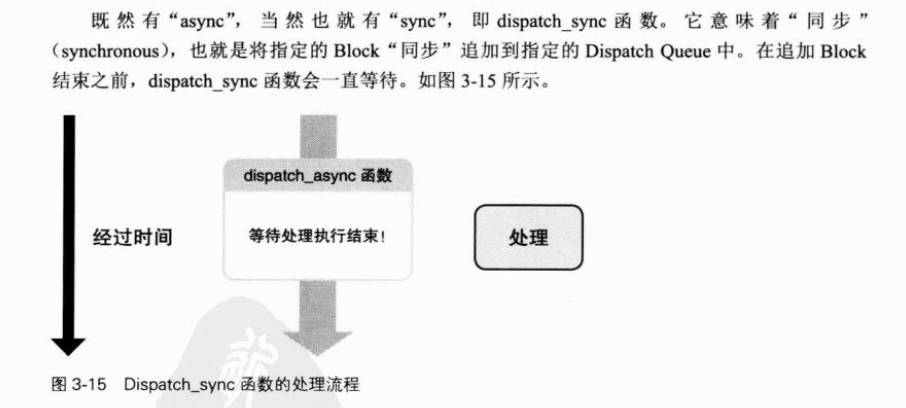 既然有“async”，当然也就有“sync”，即 dispatch_sync 函数。它意味着“同步”
（synchronous），也就是将指定的 Block“同步”追加到指定的 Dispatch Queue 中。在追加 Block
结束之前，dispatch_sync 函数会一直等待。如图 3-15 所示。
dispatch_async 函数
经过时间
等待处理执行结束！
处理
图 3-15 Dispatch_sync 函数的处理流程